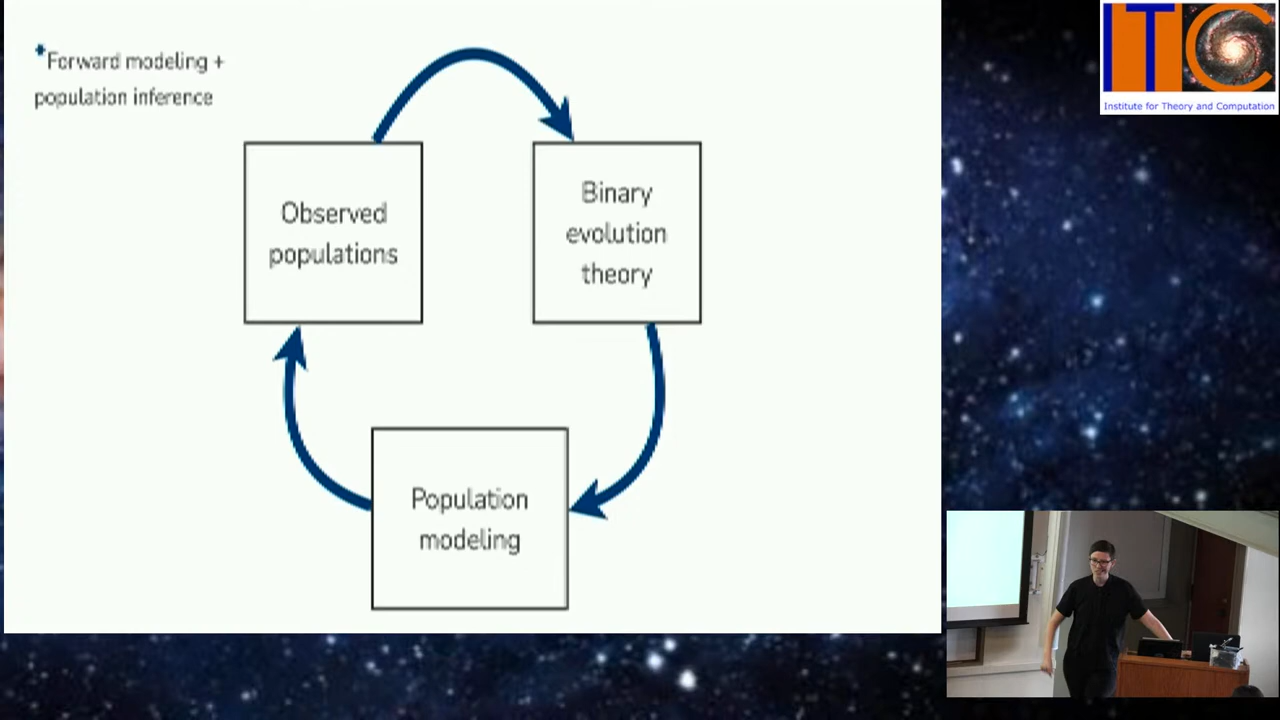 *Forward modeling +
population inference
Observed
populations
Binary
evolution
theory
Population
modeling
ITC
Institute for Theory and Computation